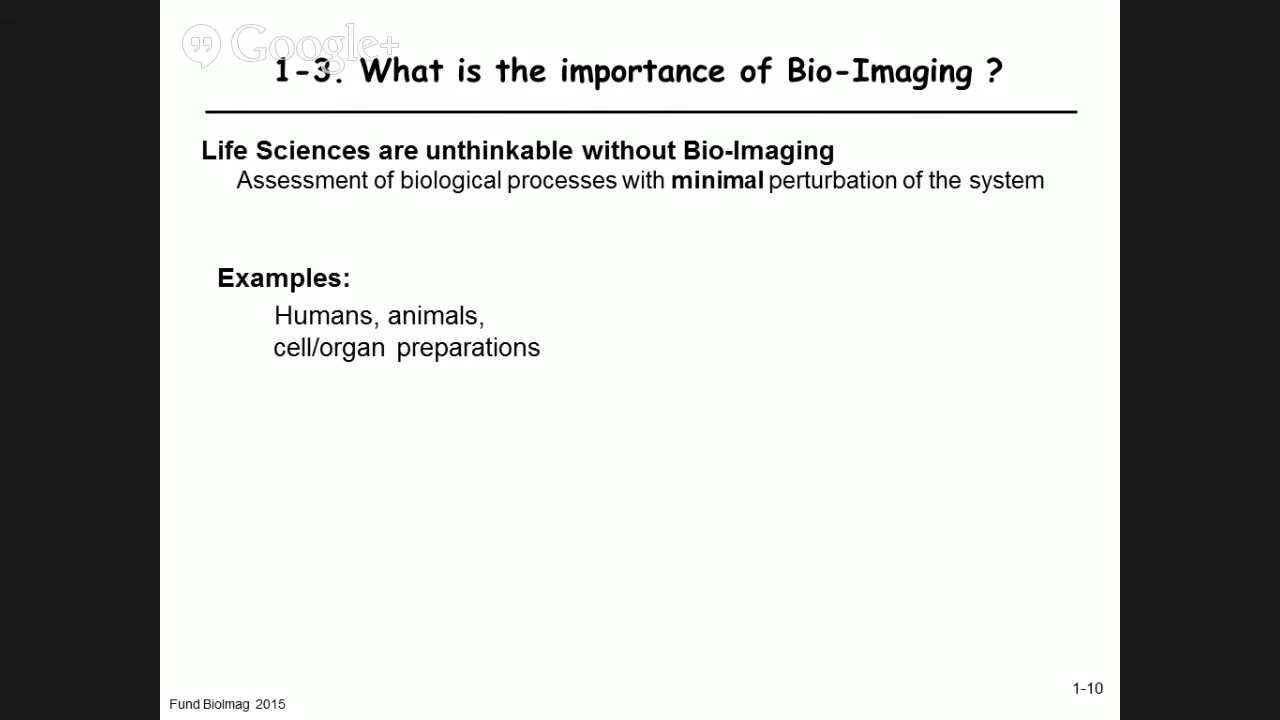 Google+
1-3. What is the importance of Bio-Imaging ?
Life Sciences are unthinkable without Bio-Imaging
Assessment of biological processes with minimal perturbation of the system
Examples:
Humans, animals,
cell/organ preparations
1-10
Fund BioImag 2015